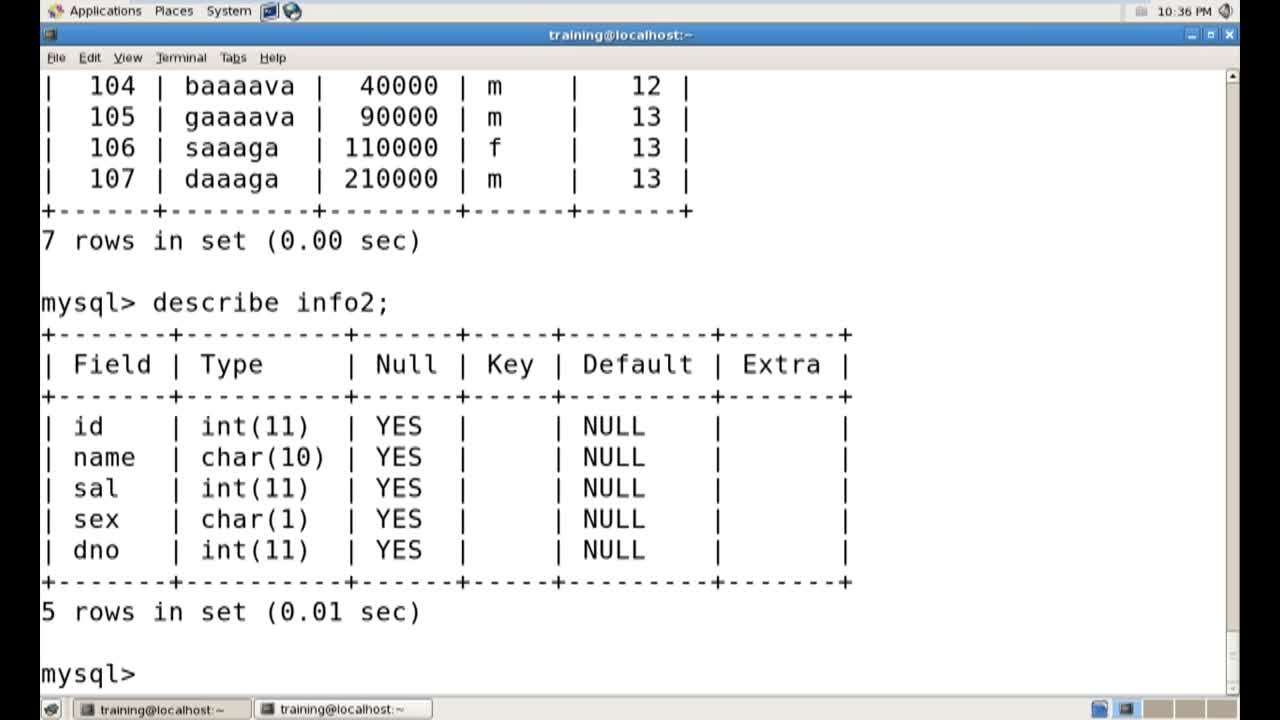 Applications Places System 10:36 PM
training@localhost:~
File Edit View Terminal Tabs Help
| 104 | baaaava | 40000 | m | 12 |
| 105 | gaaaava | 90000 | m | 13 |
| 106 | saaaga | 110000 | f | 13 |
| 107 | daaaga | 210000 | m | 13 |
+------+---------+--------+------+------+
7 rows in set (0.00 sec)
mysql> describe info2;
+-------+----------+------+-----+---------+-------+
| Field | Type | Null | Key | Default | Extra |
+-------+----------+------+-----+---------+-------+
| id | int(11) | YES | | NULL | |
| name | char(10) | YES | | NULL | |
| sal | int(11) | YES | | NULL | |
| sex | char(1) | YES | | NULL | |
| dno | int(11) | YES | | NULL | |
+-------+----------+------+-----+---------+-------+
5 rows in set (0.01 sec)
mysql>
training@localhost:~ training@localhost:~